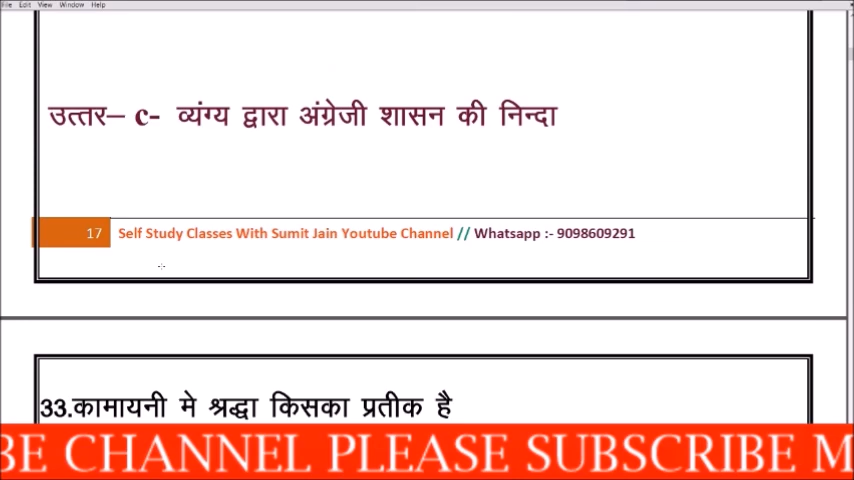 File Edit View Window Help
उत्तर– c- व्यंग्य द्वारा अंग्रेजी शासन की निन्दा
17 Self Study Classes With Sumit Jain Youtube Channel // Whatsapp :- 9098609291
33.कामायनी मे श्रद्धा किसका प्रतीक है
BE CHANNEL PLEASE SUBSCRIBE M